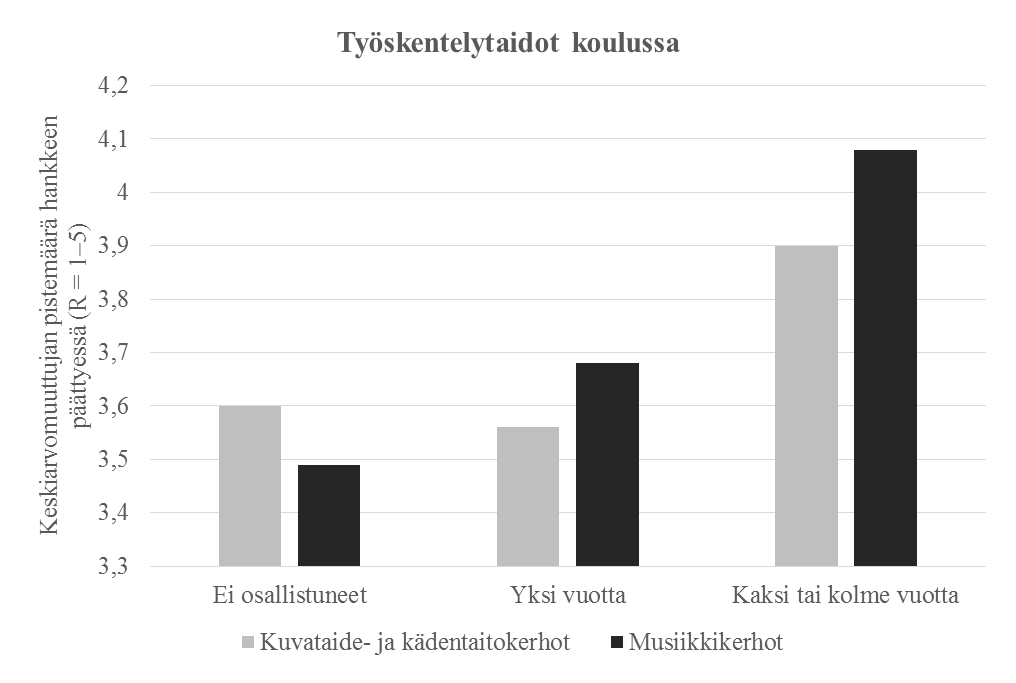 Työskentelytaidot koulussa
Keskiarvomuuttujan pistemäärä hankkeen
päättyessä (R = 1–5)
4,2
4,1
4
3,9
3,8
3,7
3,6
3,5
3,4
3,3
Ei osallistuneet
Yksi vuotta
Kaksi tai kolme vuotta
Kuvataide- ja kädentaitokerhot
Musiikkikerhot